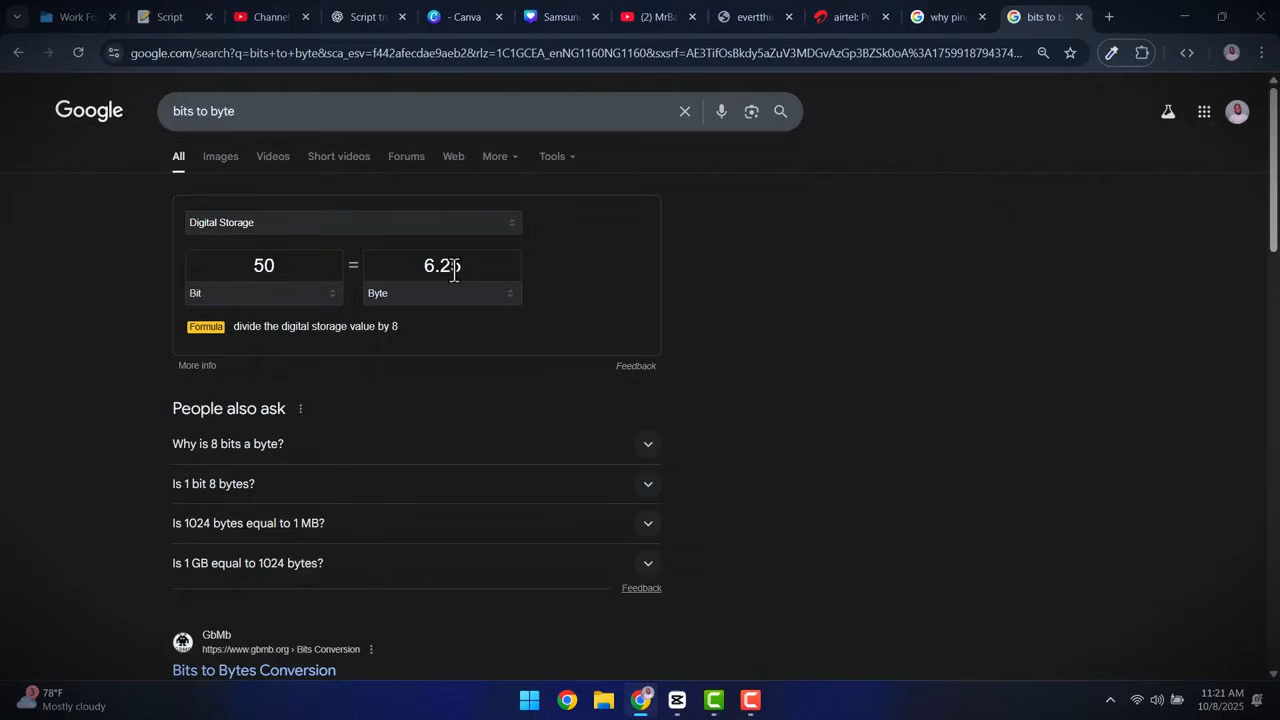 Work Fo
Script
Channel
Script tr
- Canva
Samsun
(2) MrBa
evertthi
airtel: Pr
why pin
bits to b
google.com/search?q=bits+to+byte&sca_esv=f442afecdae9aeb2&rlz=1C1GCEA_enNG1160NG1160&sxsrf=AE3TifOsBkdy5aZuV3MDGvAzGp3BZSk0oA%3A1759918794374...
Google
bits to byte
All
Images
Videos
Short videos
Forums
Web
More
Tools
Digital Storage
50 = 6.25
Bit
Byte
Formula divide the digital storage value by 8
More info
Feedback
People also ask
Why is 8 bits a byte?
Is 1 bit 8 bytes?
Is 1024 bytes equal to 1 MB?
Is 1 GB equal to 1024 bytes?
Feedback
GbMb
https://www.gbmb.org › Bits Conversion
Bits to Bytes Conversion
3
78°F
Mostly cloudy
11:21 AM
10/8/2025